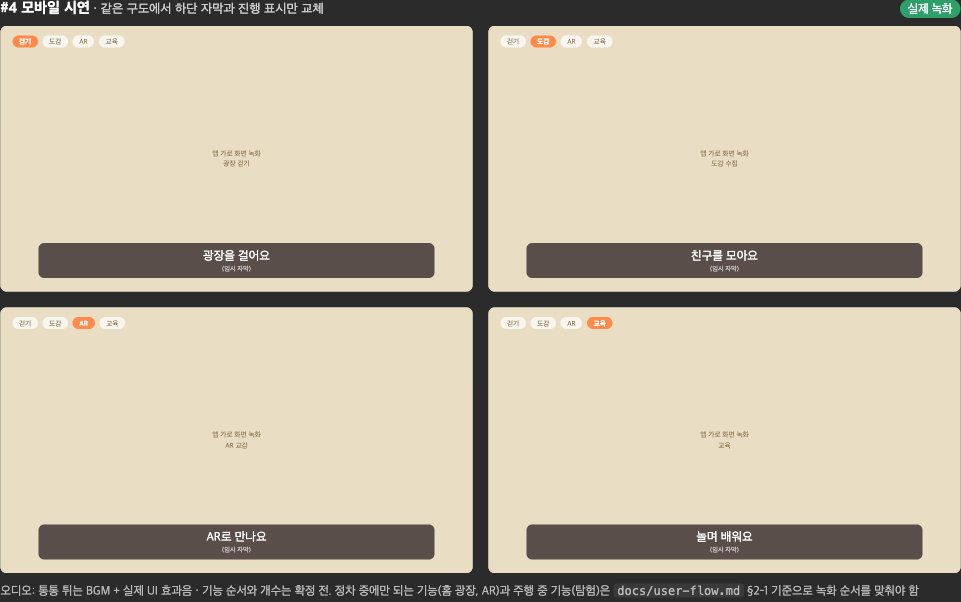 #4 모바일 시연 · 같은 구도에서 하단 자막과 진행 표시만 교체
실제 녹화
걷기 도감 AR 교육
앱 가로 화면 녹화
광장 걷기
광장을 걸어요
(임시 자막)
걷기 도감 AR 교육
앱 가로 화면 녹화
도감 수집
친구를 모아요
(임시 자막)
걷기 도감 AR 교육
앱 가로 화면 녹화
AR 교감
AR로 만나요
(임시 자막)
걷기 도감 AR 교육
앱 가로 화면 녹화
교육
놀며 배워요
(임시 자막)
오디오: 통통 튀는 BGM + 실제 UI 효과음 · 기능 순서와 개수는 확정 전. 정차 중에만 되는 기능(홈 광장, AR)과 주행 중 기능(탐험)은 docs/user-flow.md §2-1 기준으로 녹화 순서를 맞춰야 함